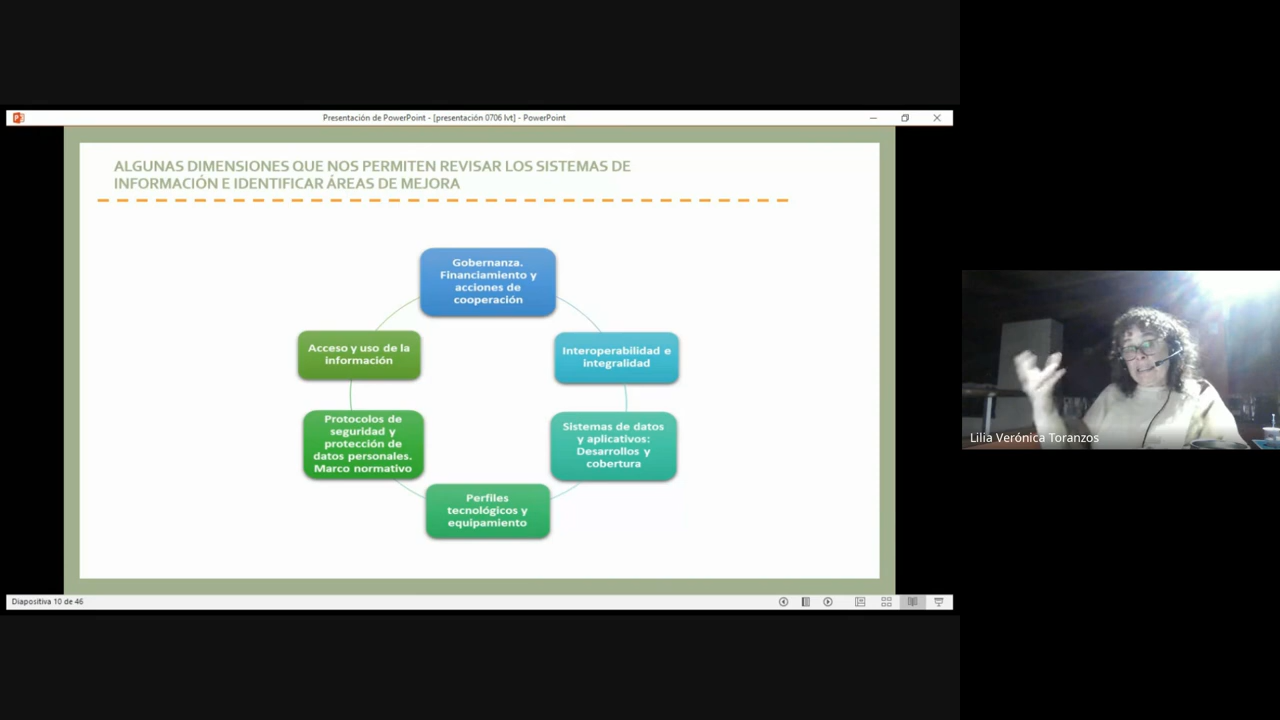 Presentación de PowerPoint - [presentación 0706 lvt] - PowerPoint
ALGUNAS DIMENSIONES QUE NOS PERMITEN REVISAR LOS SISTEMAS DE
INFORMACIÓN E IDENTIFICAR ÁREAS DE MEJORA
Gobernanza.
Financiamiento y
acciones de
cooperación
Interoperabilidad e
integralidad
Sistemas de datos
y aplicativos:
Desarrollos y
cobertura
Perfiles
tecnológicos y
equipamiento
Protocolos de
seguridad y
protección de
datos personales.
Marco normativo
Acceso y uso de la
información
Diapositiva 10 de 46
Lilia Verónica Toranzos